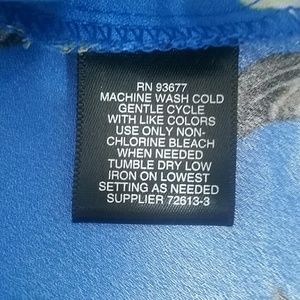 RN 93677
MACHINE WASH COLD
GENTLE CYCLE
WITH LIKE COLORS
USE ONLY NON-
CHLORINE BLEACH
WHEN NEEDED
TUMBLE DRY LOW
IRON ON LOWEST
SETTING AS NEEDED
SUPPLIER 72613-3